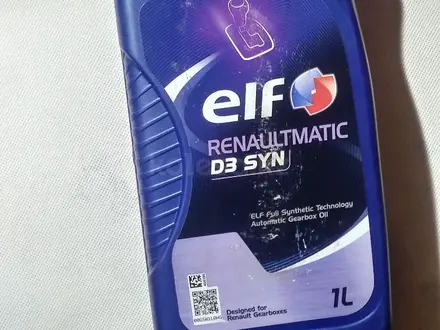 elf
RENAULTMATIC
D3 SYN
ELF Full Synthetic Technology
Automatic Gearbox Oil
Designed for
Renault Gearboxes
1L